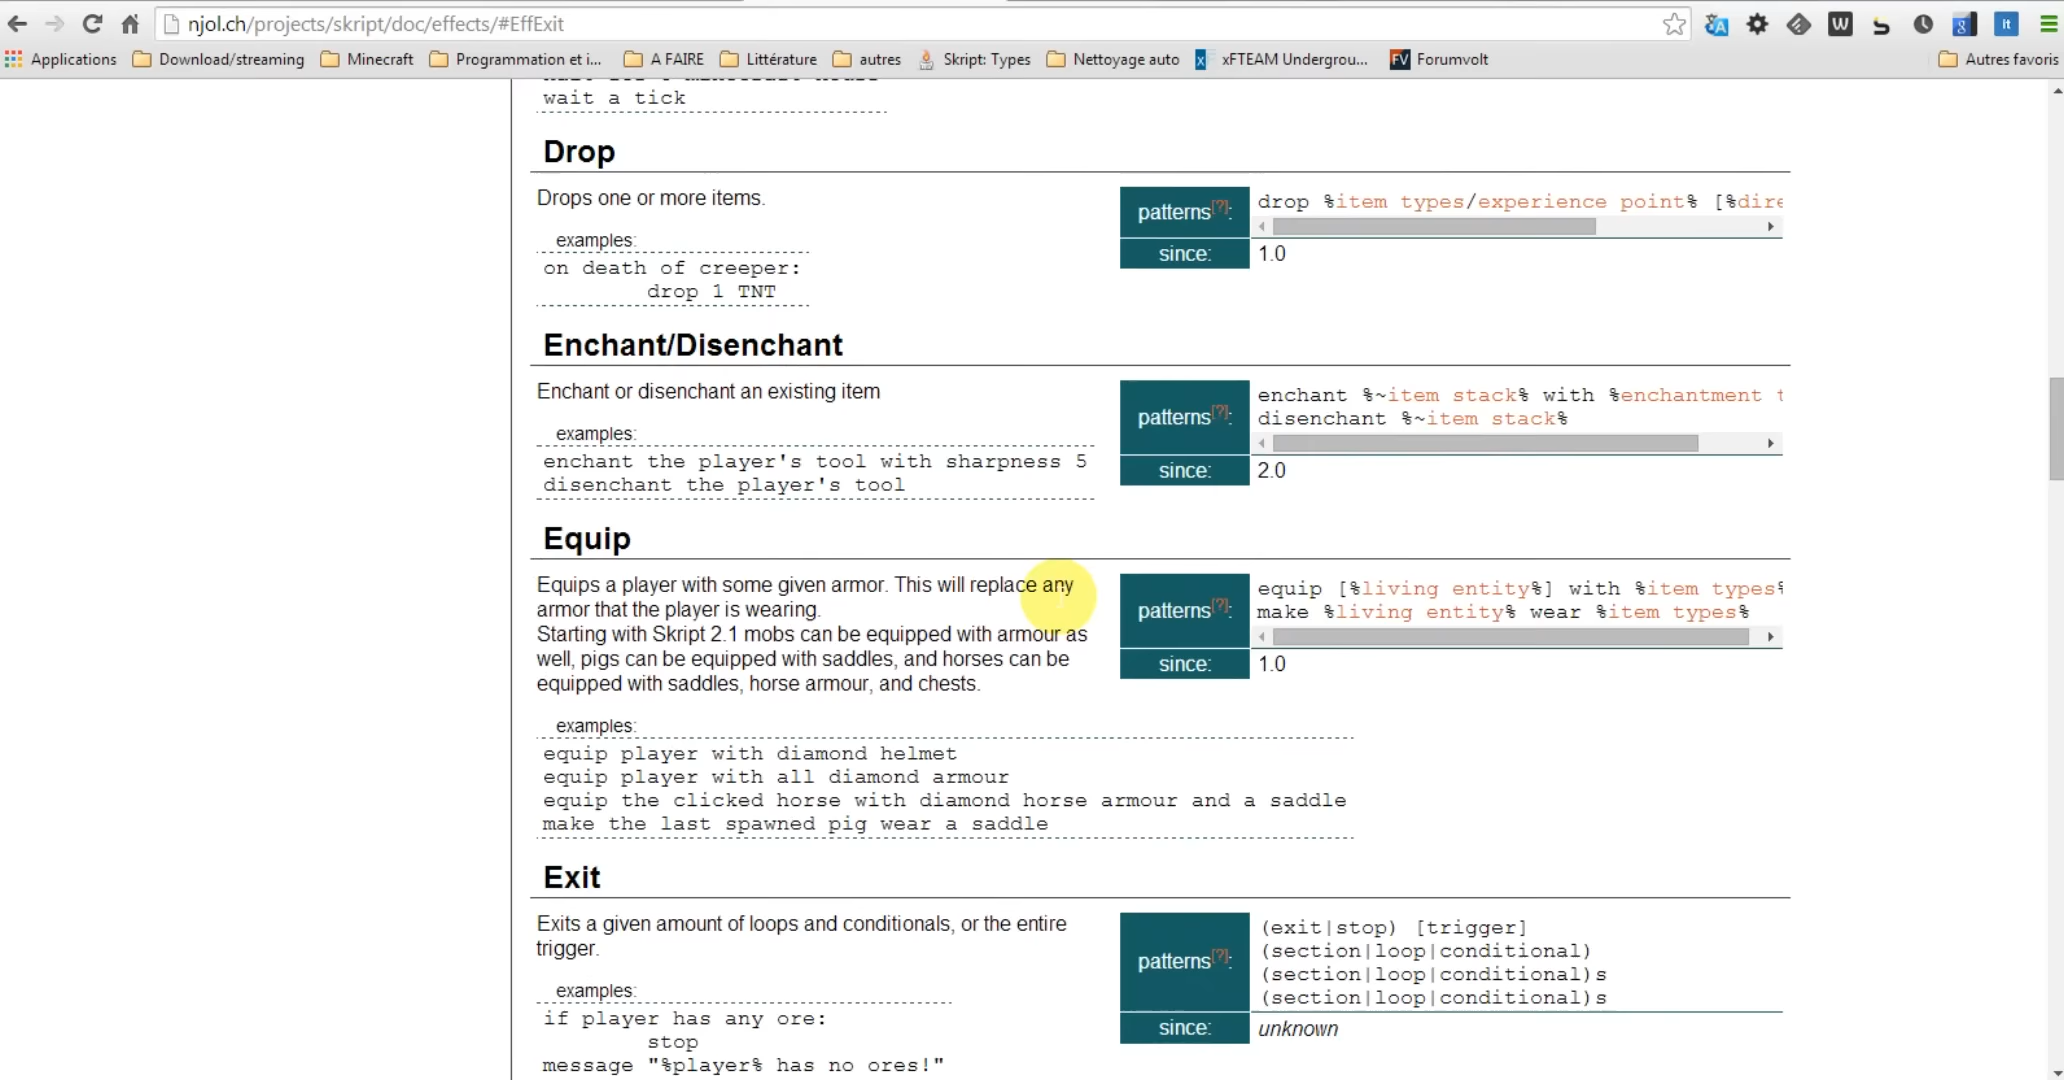 njol.ch/projects/skript/doc/effects/#EffExit
Applications Download/streaming Minecraft Programmation et i... A FAIRE Littérature autres Skript: Types Nettoyage auto xFTEAM Undergrou... FV Forumvolt Autres favoris
wait a tick
Drop
Drops one or more items.
patterns[?]: drop %item types/experience point% [%dire
since: 1.0
examples:
on death of creeper:
drop 1 TNT
Enchant/Disenchant
Enchant or disenchant an existing item
patterns[?]: enchant %~item stack% with %enchantment t
disenchant %~item stack%
since: 2.0
examples:
enchant the player's tool with sharpness 5
disenchant the player's tool
Equip
Equips a player with some given armor. This will replace any
armor that the player is wearing.
Starting with Skript 2.1 mobs can be equipped with armour as
well, pigs can be equipped with saddles, and horses can be
equipped with saddles, horse armour, and chests.
patterns[?]: equip [%living entity%] with %item types%
make %living entity% wear %item types%
since: 1.0
examples:
equip player with diamond helmet
equip player with all diamond armour
equip the clicked horse with diamond horse armour and a saddle
make the last spawned pig wear a saddle
Exit
Exits a given amount of loops and conditionals, or the entire
trigger.
patterns[?]: (exit|stop) [trigger]
(section|loop|conditional)
(section|loop|conditional)s
(section|loop|conditional)s
since: unknown
examples:
if player has any ore:
stop
message "%player% has no ores!"